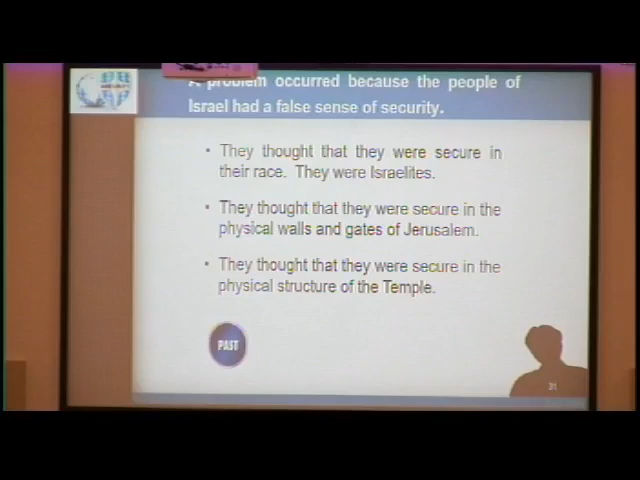 A problem occurred because the people of
Israel had a false sense of security.
• They thought that they were secure in
their race. They were Israelites.
• They thought that they were secure in the
physical walls and gates of Jerusalem.
• They thought that they were secure in the
physical structure of the Temple.
PAST
31